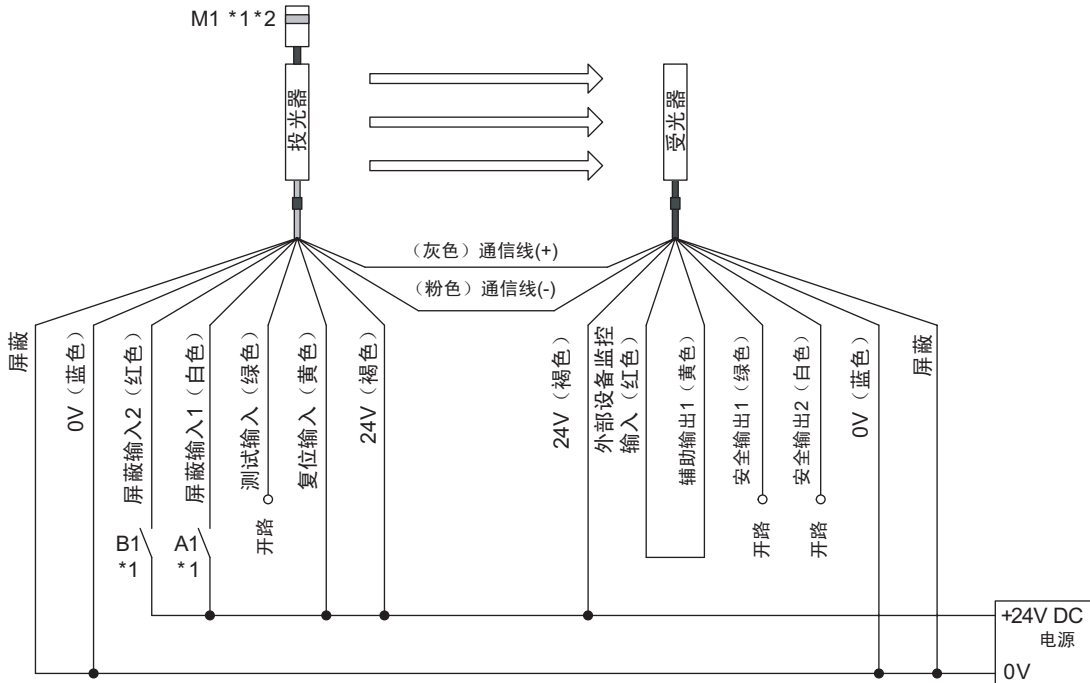 M1 *1*2
投光器
受光器
（灰色）通信线(+)
（粉色）通信线(-)
屏蔽
0V（蓝色）
屏蔽输入2（红色）
屏蔽输入1（白色）
测试输入（绿色）
复位输入（黄色）
24V（褐色）
24V（褐色）
外部设备监控
输入（红色）
辅助输出1（黄色）
安全输出1（绿色）
安全输出2（白色）
0V（蓝色）
屏蔽
B1
*1
A1
*1
开路
开路
开路
+24V DC
电源
0V